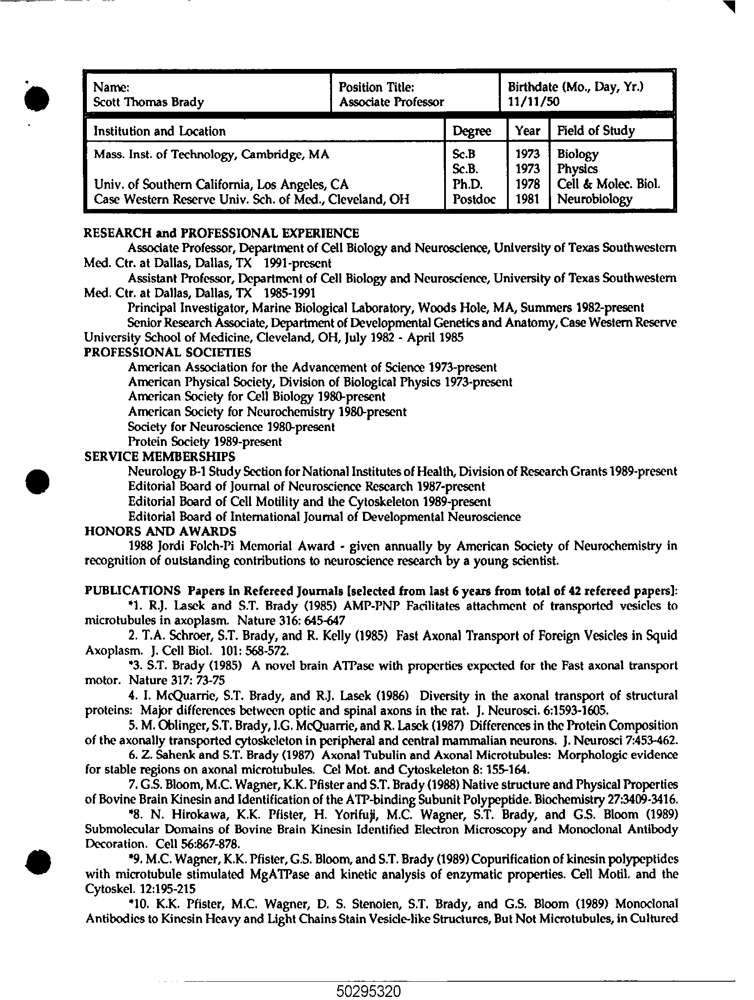 Name: Position Title: Birthdate (Mo., Day, Yr.)
Scott Thomas Brady Associate Professor 11/11/50
Institution and Location Degree Year Field of Study
Mass. Inst. of Technology, Cambridge, MA Sc.B 1973 Biology
Sc.B. 1973 Physics
Univ. of Southern California, Los Angeles, CA Ph.D. 1978 Cell & Molec. Biol.
Case Western Reserve Univ. Sch. of Med., Cleveland, OH Postdoc 1981 Neurobiology
RESEARCH and PROFESSIONAL EXPERIENCE
Associate Professor, Department of Cell Biology and Neuroscience, University of Texas Southwestern
Med. Ctr. at Dallas, Dallas, TX 1991-present
Assistant Professor, Department of Cell Biology and Neuroscience, University of Texas Southwestern
Med. Ctr. at Dallas, Dallas, TX 1985-1991
Principal Investigator, Marine Biological Laboratory, Woods Hole, MA, Summers 1982-present
Senior Research Associate, Department of Developmental Genetics and Anatomy, Case Western Reserve
University School of Medicine, Cleveland, OH, July 1982 - April 1985
PROFESSIONAL SOCIETIES
American Association for the Advancement of Science 1973-present
American Physical Society, Division of Biological Physics 1973-present
American Society for Cell Biology 1980-present
American Society for Neurochemistry 1980-present
Society for Neuroscience 1980-present
Protein Society 1989-present
SERVICE MEMBERSHIPS
Neurology B-1 Study Section for National Institutes of Health, Division of Research Grants 1989-present
Editorial Board of Journal of Neuroscience Research 1987-present
Editorial Board of Cell Motility and the Cytoskeleton 1989-present
Editorial Board of International Journal of Developmental Neuroscience
HONORS AND AWARDS
1988 Jordi Folch-Pi Memorial Award - given annually by American Society of Neurochemistry in
recognition of outstanding contributions to neuroscience research by a young scientist.
PUBLICATIONS Papers in Refereed Journals [selected from last 6 years from total of 42 refereed papers]:
*1. R.J. Lasek and S.T. Brady (1985) AMP-PNP Facilitates attachment of transported vesicles to
microtubules in axoplasm. Nature 316: 645-647
2. T.A. Schroer, S.T. Brady, and R. Kelly (1985) Fast Axonal Transport of Foreign Vesicles in Squid
Axoplasm. J. Cell Biol. 101: 568-572.
*3. S.T. Brady (1985) A novel brain ATPase with properties expected for the Fast axonal transport
motor. Nature 317: 73-75
4. I. McQuarrie, S.T. Brady, and R.J. Lasek (1986) Diversity in the axonal transport of structural
proteins: Major differences between optic and spinal axons in the rat. J. Neurosci. 6:1593-1605.
5. M. Oblinger, S.T. Brady, I.G. McQuarrie, and R. Lasek (1987) Differences in the Protein Composition
of the axonally transported cytoskeleton in peripheral and central mammalian neurons. J. Neurosci 7:453-462.
6. Z. Sahenk and S.T. Brady (1987) Axonal Tubulin and Axonal Microtubules: Morphologic evidence
for stable regions on axonal microtubules. Cel Mot. and Cytoskeleton 8: 155-164.
7. G.S. Bloom, M.C. Wagner, K.K. Pfister and S.T. Brady (1988) Native structure and Physical Properties
of Bovine Brain Kinesin and Identification of the ATP-binding Subunit Polypeptide. Biochemistry 27:3409-3416.
*8. N. Hirokawa, K.K. Pfister, H. Yorifuji, M.C. Wagner, S.T. Brady, and G.S. Bloom (1989)
Submolecular Domains of Bovine Brain Kinesin Identified Electron Microscopy and Monoclonal Antibody
Decoration. Cell 56:867-878.
*9. M.C. Wagner, K.K. Pfister, G.S. Bloom, and S.T. Brady (1989) Copurification of kinesin polypeptides
with microtubule stimulated MgATPase and kinetic analysis of enzymatic properties. Cell Motil. and the
Cytoskel. 12:195-215
*10. K.K. Pfister, M.C. Wagner, D. S. Stenoien, S.T. Brady, and G.S. Bloom (1989) Monoclonal
Antibodies to Kinesin Heavy and Light Chains Stain Vesicle-like Structures, But Not Microtubules, in Cultured
50295320